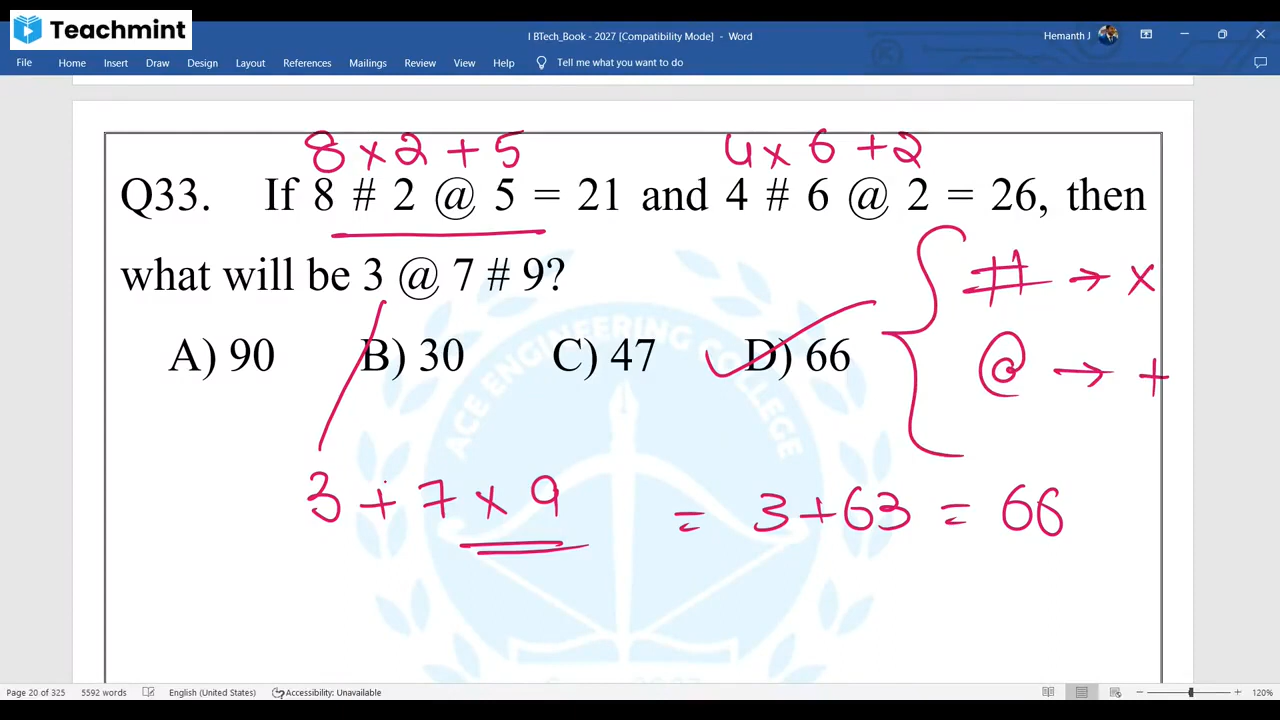 Teachmint
I BTech_Book - 2027 [Compatibility Mode] - Word
Hemanth J
File Home Insert Draw Design Layout References Mailings Review View Help Tell me what you want to do
8 × 2 + 5 4 × 6 + 2
Q33. If 8 # 2 @ 5 = 21 and 4 # 6 @ 2 = 26, then
what will be 3 @ 7 # 9?
# → ×
A) 90 B) 30 C) 47 D) 66
@ → +
3 + 7 × 9 = 3 + 63 = 66
ACE ENGINEERING COLLEGE
Page 20 of 325 5592 words English (United States) Accessibility: Unavailable 120%